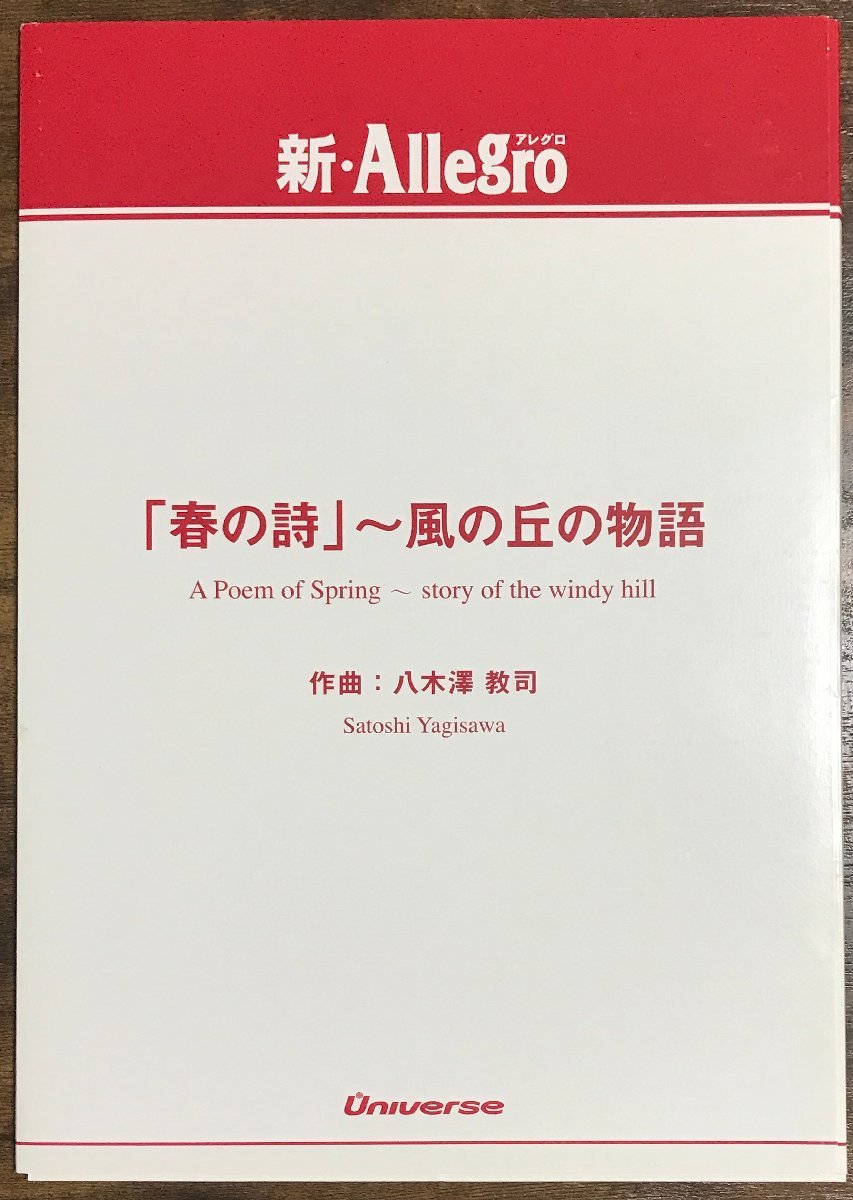 アレグロ
新・Allegro
「春の詩」〜風の丘の物語
A Poem of Spring 〜 story of the windy hill
作曲：八木澤 教司
Satoshi Yagisawa
Universe